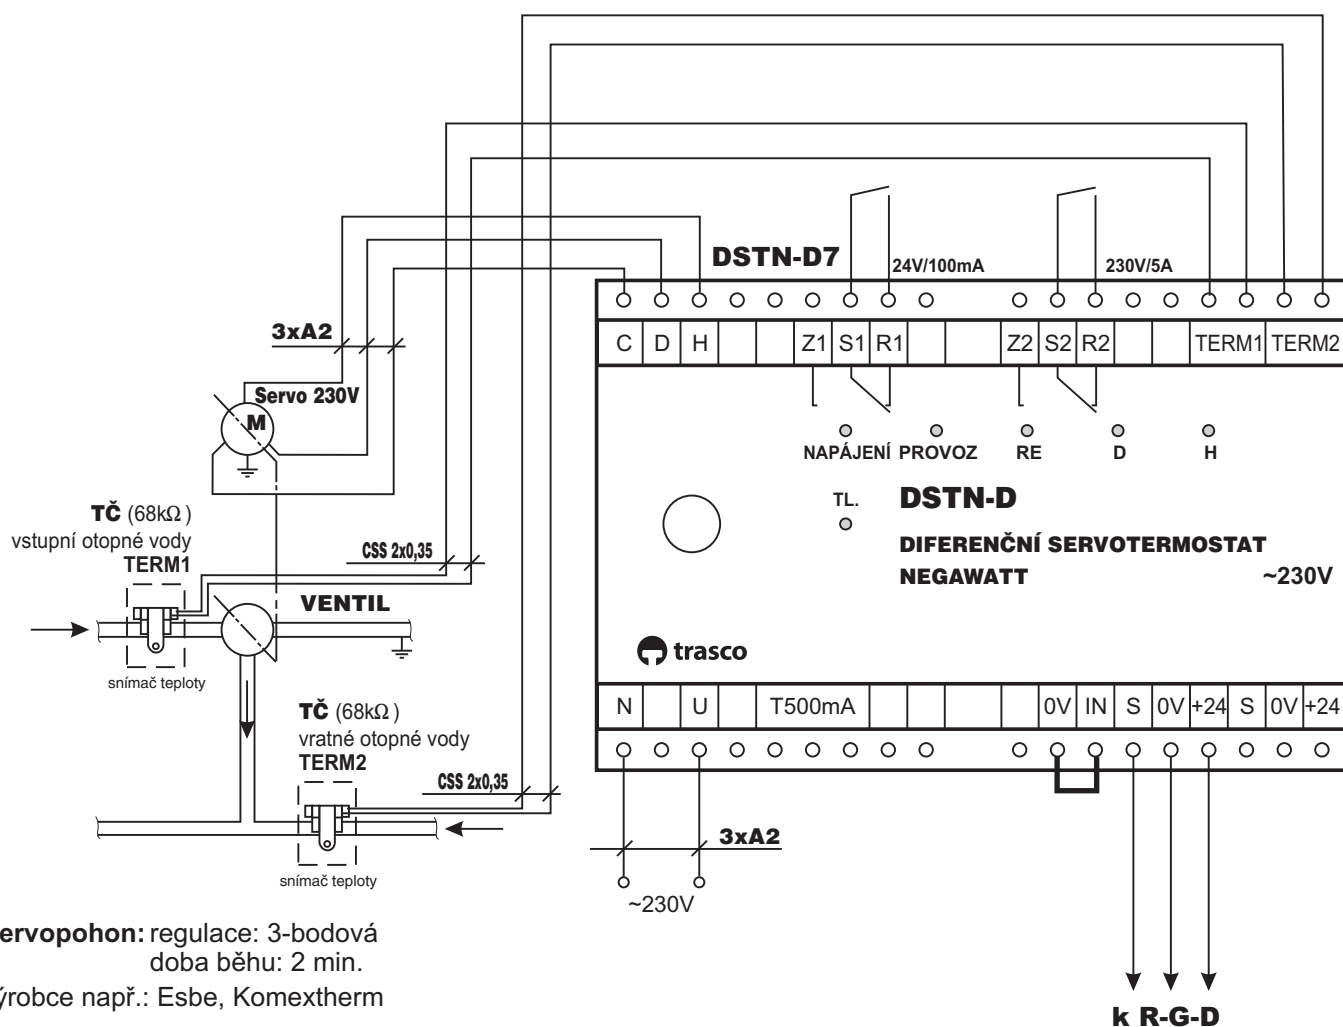 DSTN-D7
24V/100mA
230V/5A
C D H Z1 S1 R1 Z2 S2 R2 TERM1 TERM2
3xA2
Servo 230V
M
NAPÁJENÍ PROVOZ RE D H
TL.
DSTN-D
DIFERENČNÍ SERVOTERMOSTAT
NEGAWATT ~230V
trasco
TČ (68kΩ)
vstupní otopné vody
TERM1
CSS 2x0,35
VENTIL
snímač teploty
TČ (68kΩ)
vratné otopné vody
TERM2
CSS 2x0,35
snímač teploty
N U T500mA 0V IN S 0V +24 S 0V +24
3xA2
~230V
ervopohon: regulace: 3-bodová
doba běhu: 2 min.
ýrobce např.: Esbe, Komextherm
k R-G-D